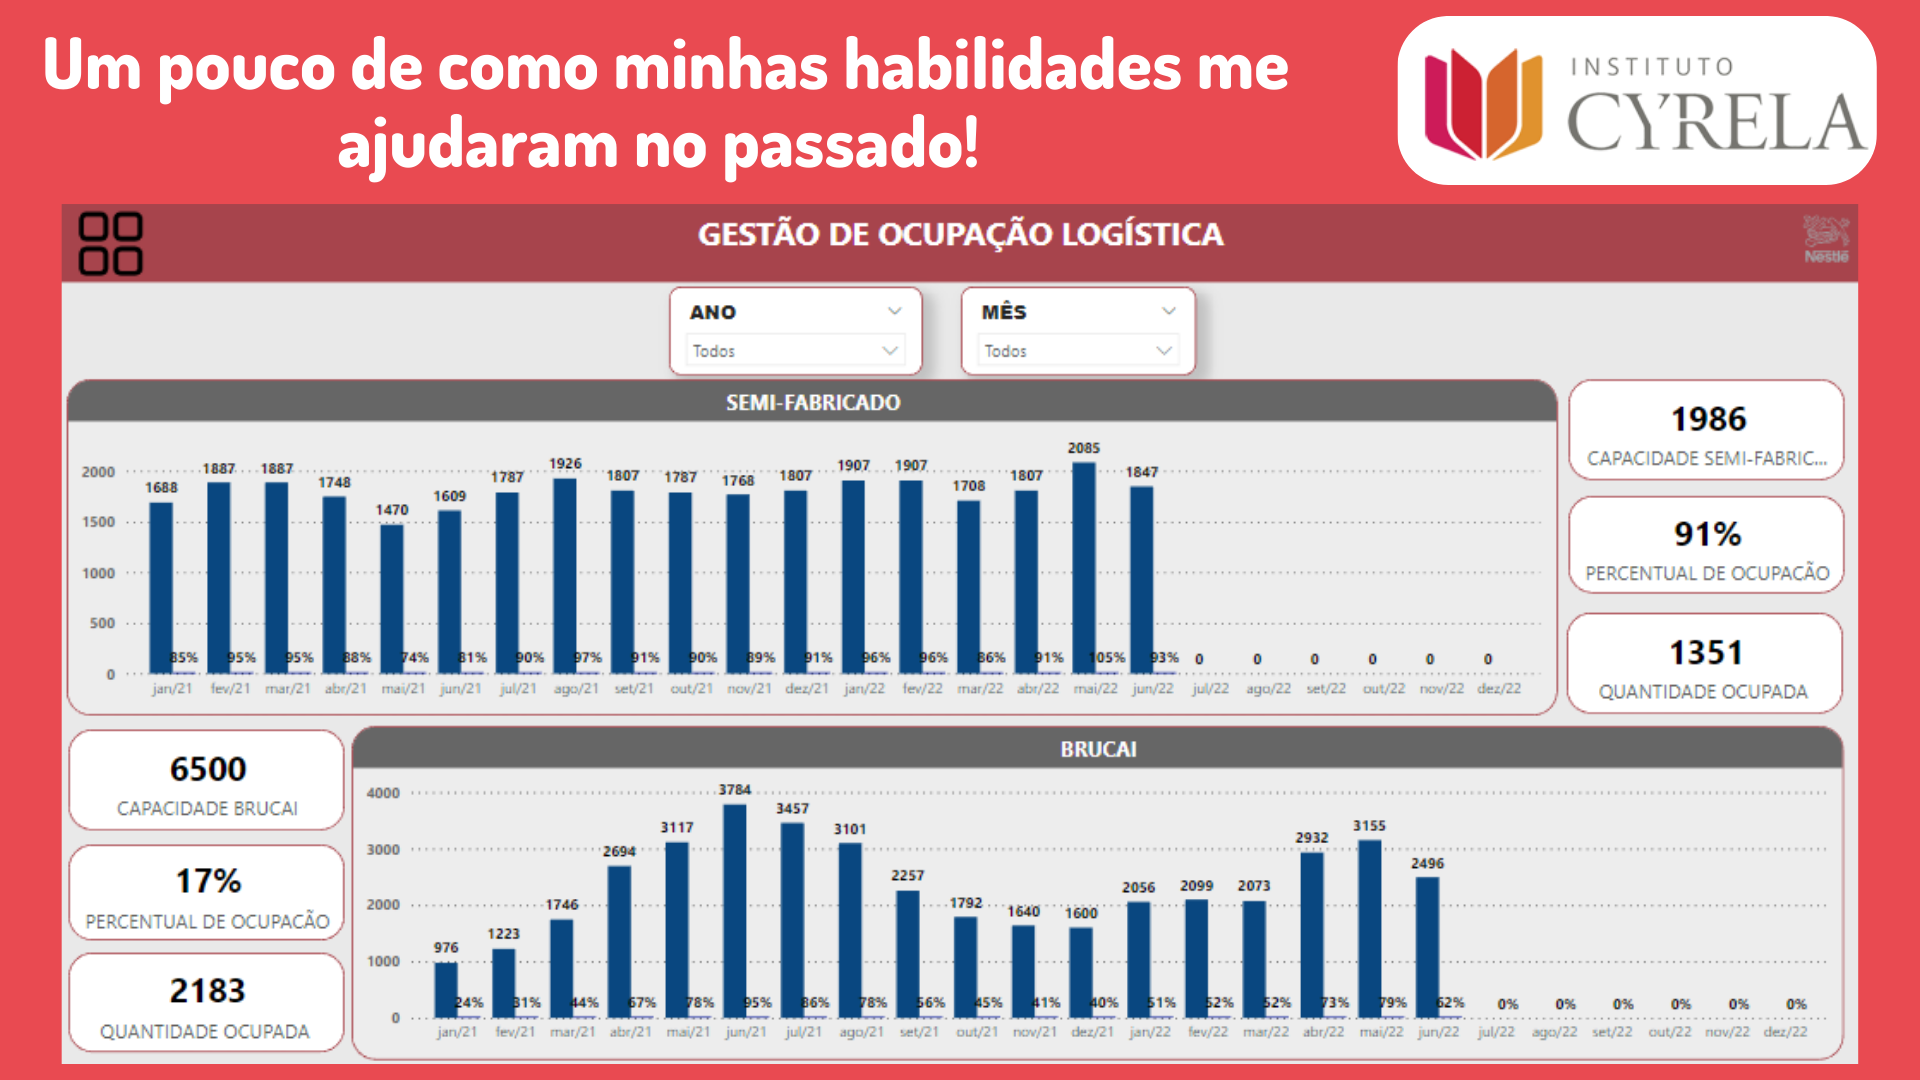 Um pouco de como minhas habilidades me
ajudaram no passado!
INSTITUTO
CYRELA
GESTÃO DE OCUPAÇÃO LOGÍSTICA
Nestlé
ANO
Todos
MÊS
Todos
SEMI-FABRICADO
2000
1500
1000
500
0
1688 1887 1887 1748 1470 1609 1787 1926 1807 1787 1768 1807 1907 1907 1708 1807 2085 1847
85% 95% 95% 88% 74% 81% 90% 97% 91% 90% 89% 91% 96% 96% 86% 91% 105% 93% 0 0 0 0 0 0
jan/21 fev/21 mar/21 abr/21 mai/21 jun/21 jul/21 ago/21 set/21 out/21 nov/21 dez/21 jan/22 fev/22 mar/22 abr/22 mai/22 jun/22 jul/22 ago/22 set/22 out/22 nov/22 dez/22
1986
CAPACIDADE SEMI-FABRIC...
91%
PERCENTUAL DE OCUPAÇÃO
1351
QUANTIDADE OCUPADA
6500
CAPACIDADE BRUCAI
17%
PERCENTUAL DE OCUPAÇÃO
2183
QUANTIDADE OCUPADA
BRUCAI
4000
3000
2000
1000
0
976 1223 1746 2694 3117 3784 3457 3101 2257 1792 1640 1600 2056 2099 2073 2932 3155 2496
24% 31% 44% 67% 78% 95% 86% 78% 56% 45% 41% 40% 51% 52% 52% 73% 79% 62% 0% 0% 0% 0% 0% 0%
jan/21 fev/21 mar/21 abr/21 mai/21 jun/21 jul/21 ago/21 set/21 out/21 nov/21 dez/21 jan/22 fev/22 mar/22 abr/22 mai/22 jun/22 jul/22 ago/22 set/22 out/22 nov/22 dez/22